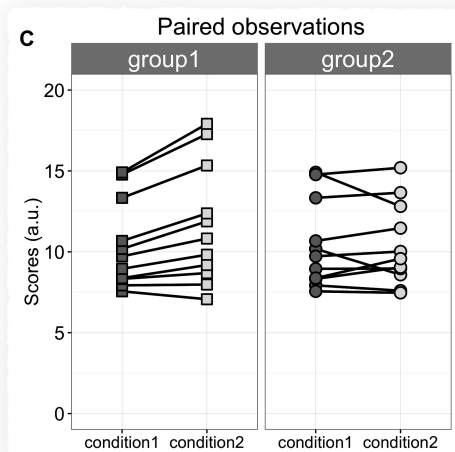 C
Paired observations
group1 group2
Scores (a.u.)
20
15
10
5
0
condition1 condition2 condition1 condition2